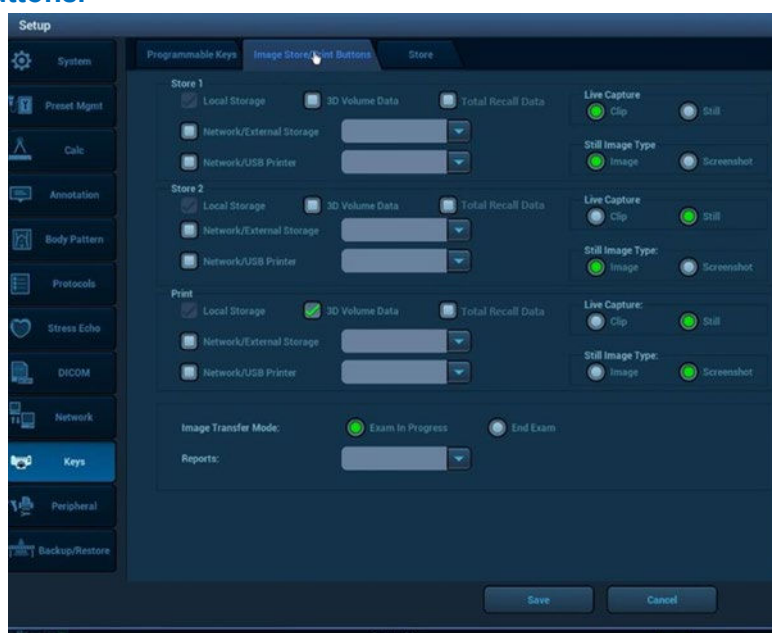 uttons.
Setup
System
Preset Mgmt
Calc
Annotation
Body Pattern
Protocols
Stress Echo
DICOM
Network
Keys
Peripheral
Backup/Restore
Programmable Keys Image Store/Print Buttons Store
Store 1
Local Storage 3D Volume Data Total Recall Data
Network/External Storage
Network/USB Printer
Live Capture
Clip Still
Still Image Type
Image Screenshot
Store 2
Local Storage 3D Volume Data Total Recall Data
Network/External Storage
Network/USB Printer
Live Capture
Clip Still
Still Image Type:
Image Screenshot
Print
Local Storage 3D Volume Data Total Recall Data
Network/External Storage
Network/USB Printer
Live Capture:
Clip Still
Still Image Type:
Image Screenshot
Image Transfer Mode: Exam In Progress End Exam
Reports:
Save Cancel